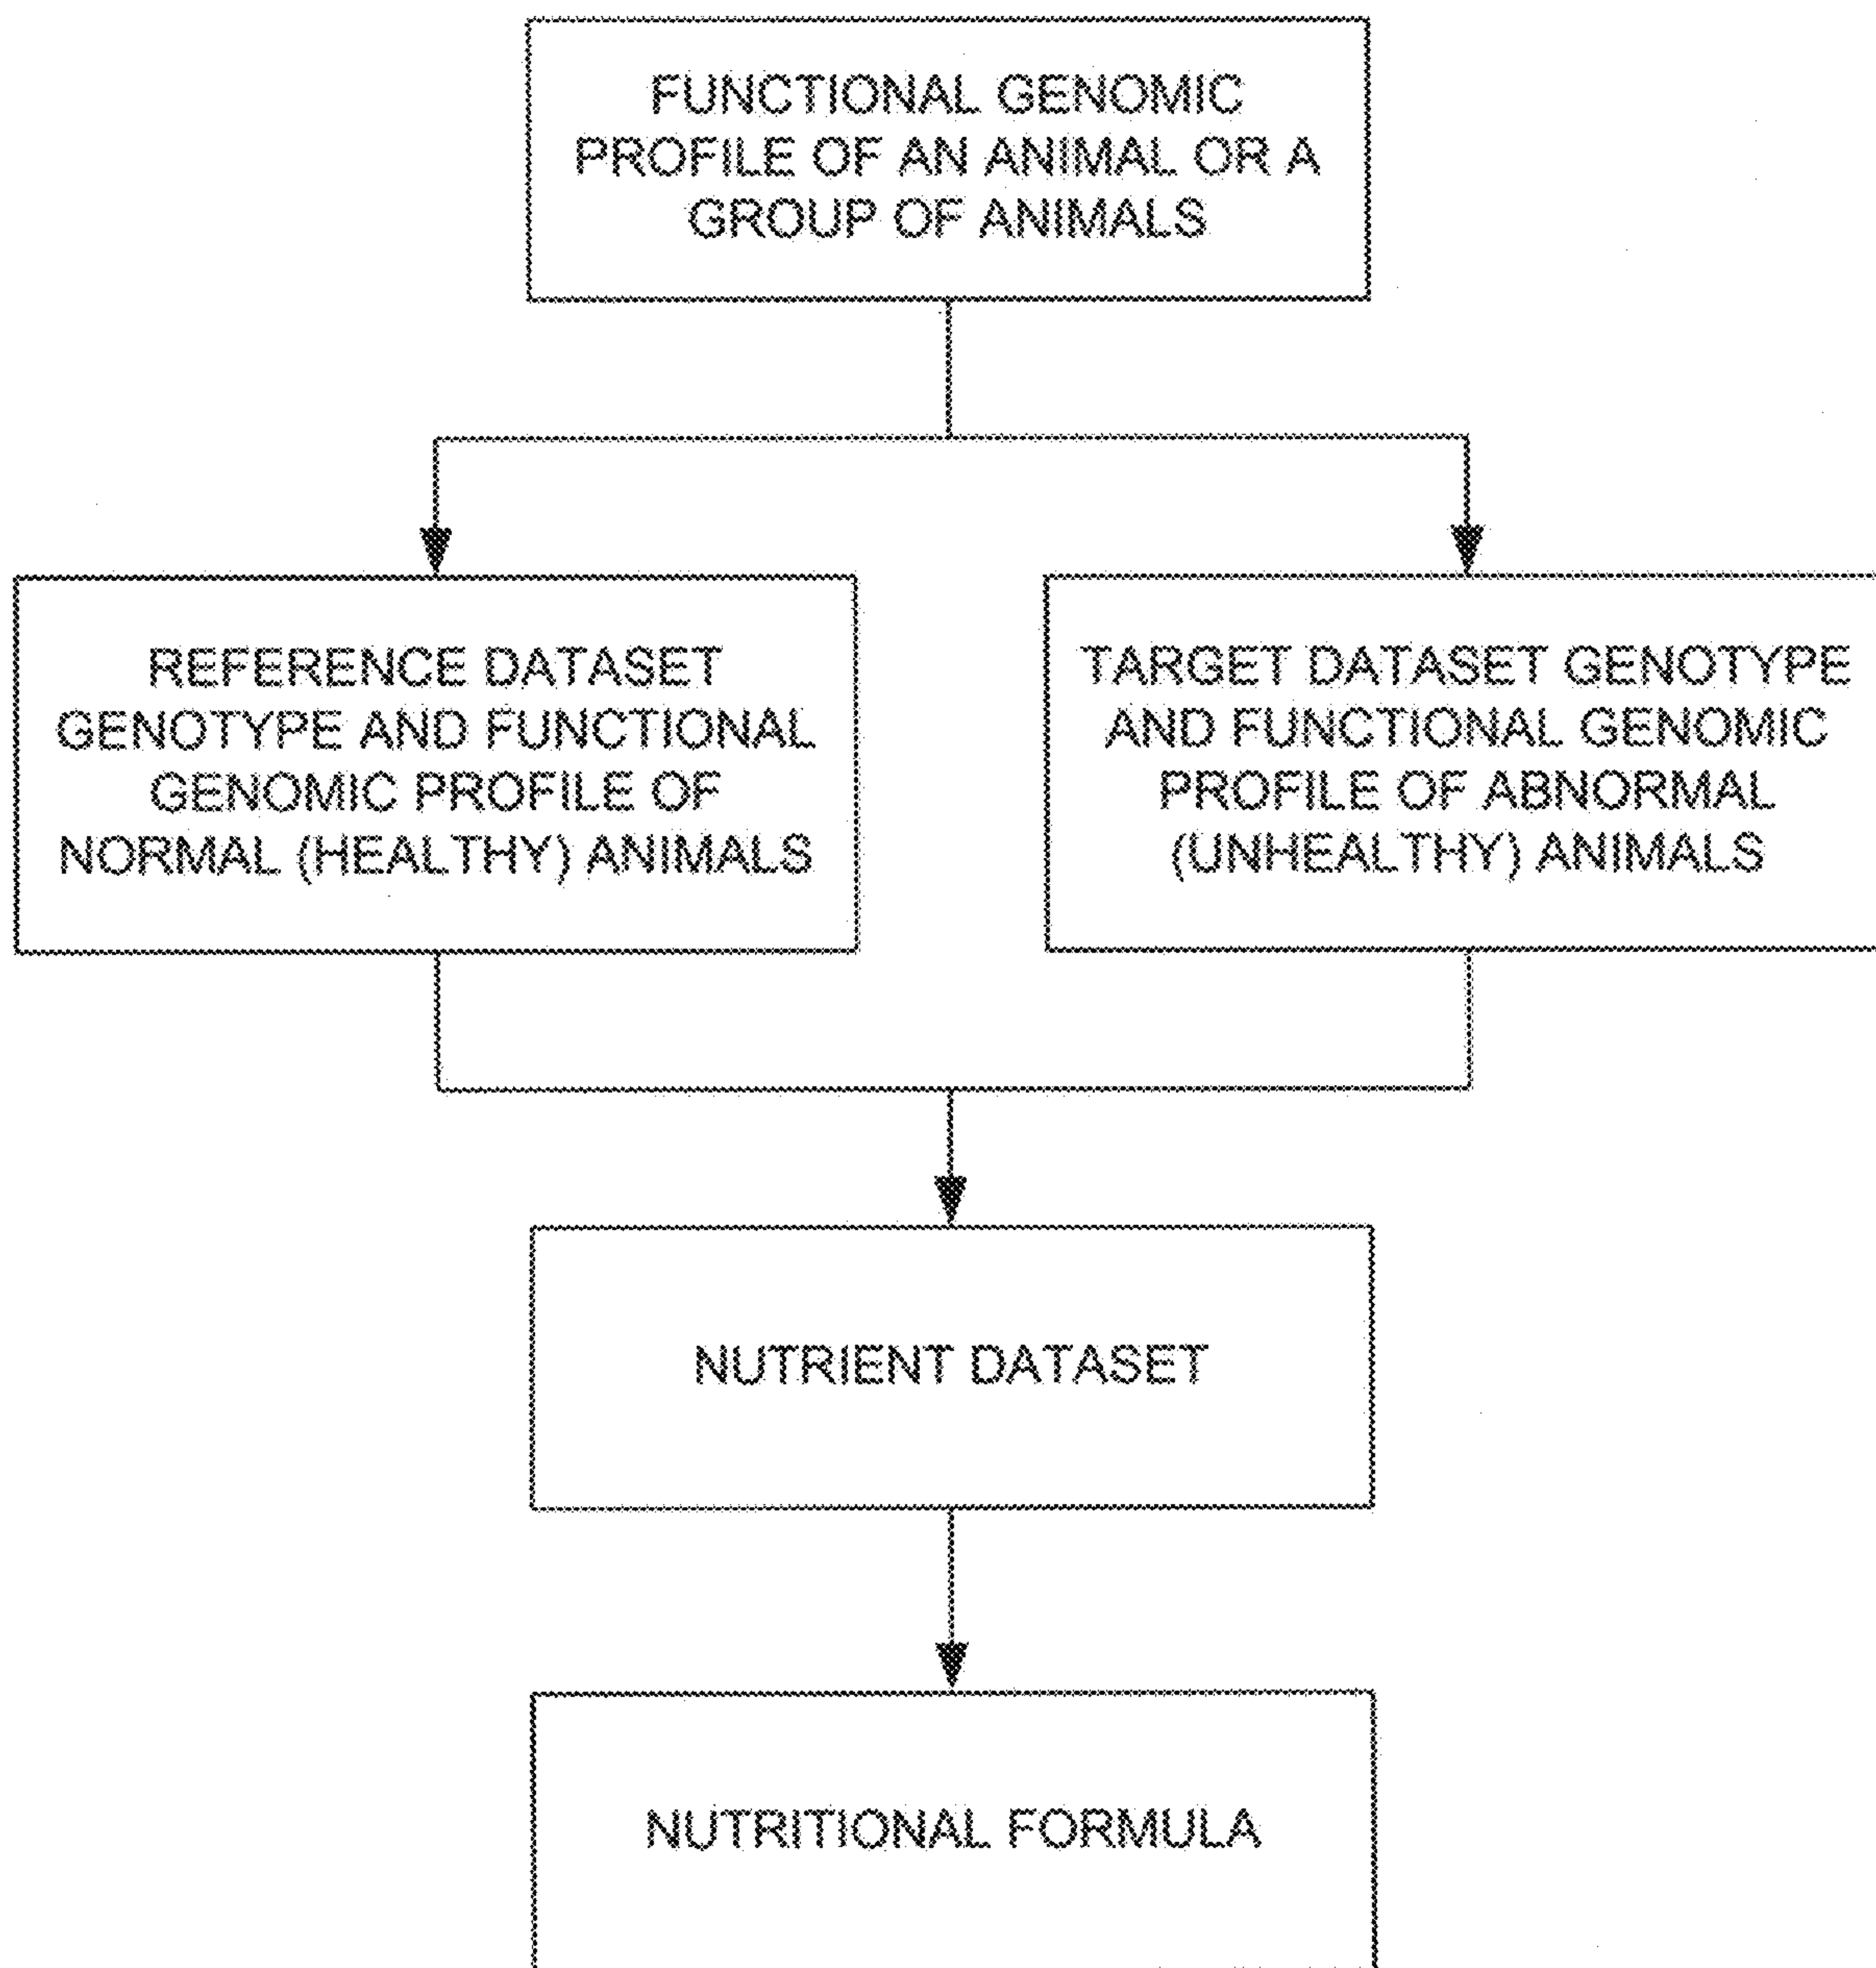 FUNCTIONAL GENOMIC
PROFILE OF AN ANIMAL OR A
GROUP OF ANIMALS
REFERENCE DATASET
GENOTYPE AND FUNCTIONAL
GENOMIC PROFILE OF
NORMAL (HEALTHY) ANIMALS
TARGET DATASET GENOTYPE
AND FUNCTIONAL GENOMIC
PROFILE OF ABNORMAL
(UNHEALTHY) ANIMALS
NUTRIENT DATASET
NUTRITIONAL FORMULA